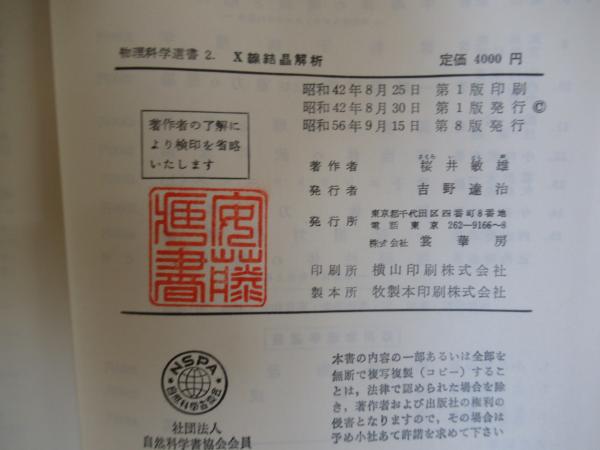 物理科学選書 2. X線結晶解析 定価 4000 円
昭和42年8月25日 第1版印刷
昭和42年8月30日 第1版発行 ©
昭和56年9月15日 第8版発行
著作者の了解に
より検印を省略
いたします
著作者 桜井敏雄
発行者 吉野達治
発行所 東京都千代田区四番町8番地
電話 東京 262-9166~8
株式会社 裳華房
印刷所 横山印刷株式会社
製本所 牧製本印刷株式会社
安藤
蔵書
NSPA
自然科学書協会
社団法人
自然科学書協会会員
本書の内容の一部あるいは全部を
無断で複写複製(コピー)するこ
とは,法律で認められた場合を除
き,著作者および出版社の権利の
侵害となりますので,その場合は
予め小社あて許諾を求めて下さい